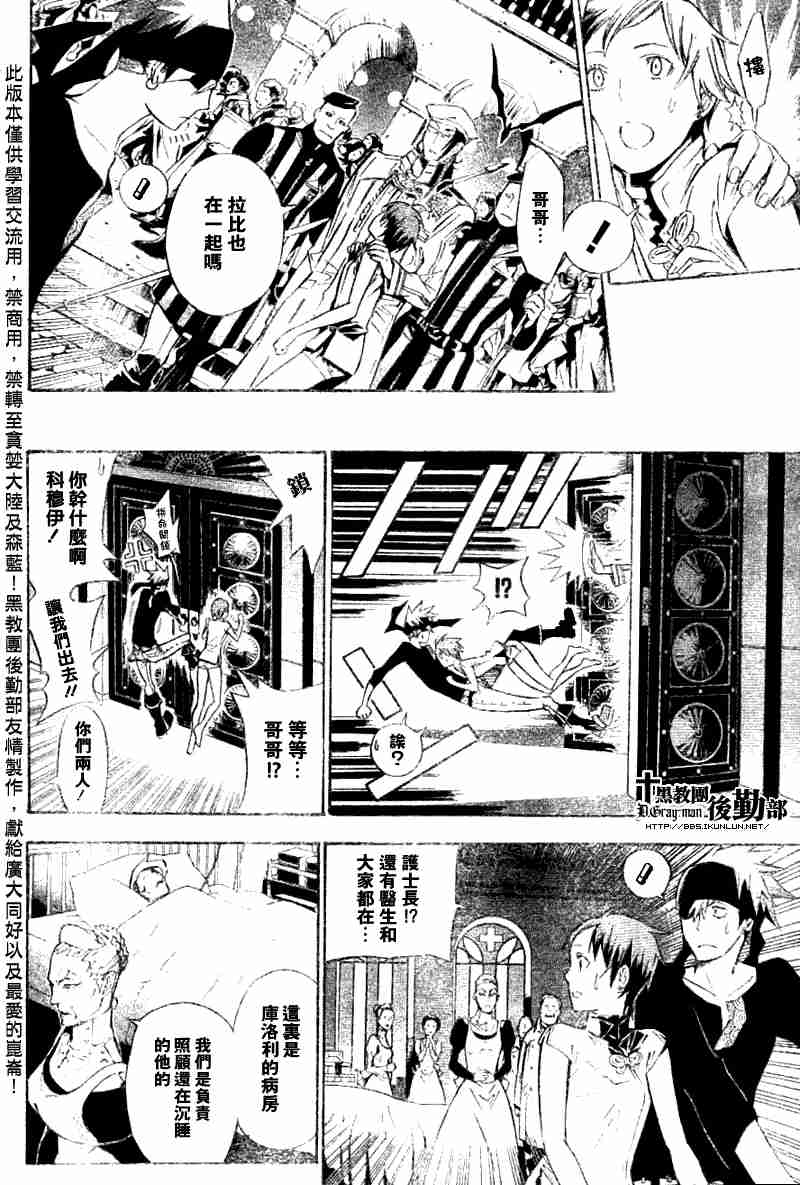 摟
!
哥哥…
拉比也
在一起嗎
!
!?
誒?
鎖
等等…
哥哥!?
你幹什麼啊
科穆伊!
讓我們出去!!
你們兩人!
黑教團
D.Gray-man
後勤部
HTTP://BBS.IKUNLUN.NET/
!
護士長!?
還有醫生和
大家都在…
這裏是
庫洛利的病房
我們是負責
照顧還在沉睡
的他的
此版本僅供學習交流用，禁商用，禁轉至貪婪大陸及森藍！黑教團後勤部友情製作，獻給廣大同好以及最愛的崑崙！